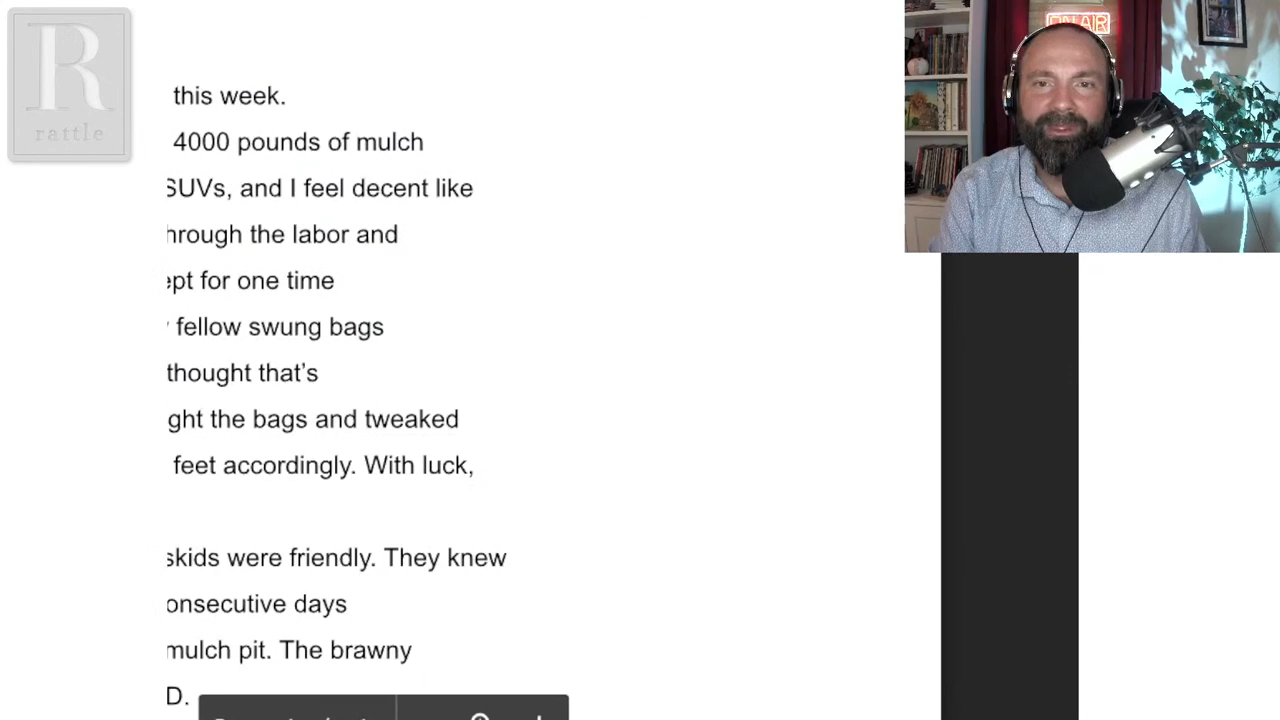 R
rattle
ON AIR
this week.
4000 pounds of mulch
SUVs, and I feel decent like
hrough the labor and
ept for one time
fellow swung bags
thought that's
ght the bags and tweaked
feet accordingly. With luck,
skids were friendly. They knew
onsecutive days
mulch pit. The brawny
D.